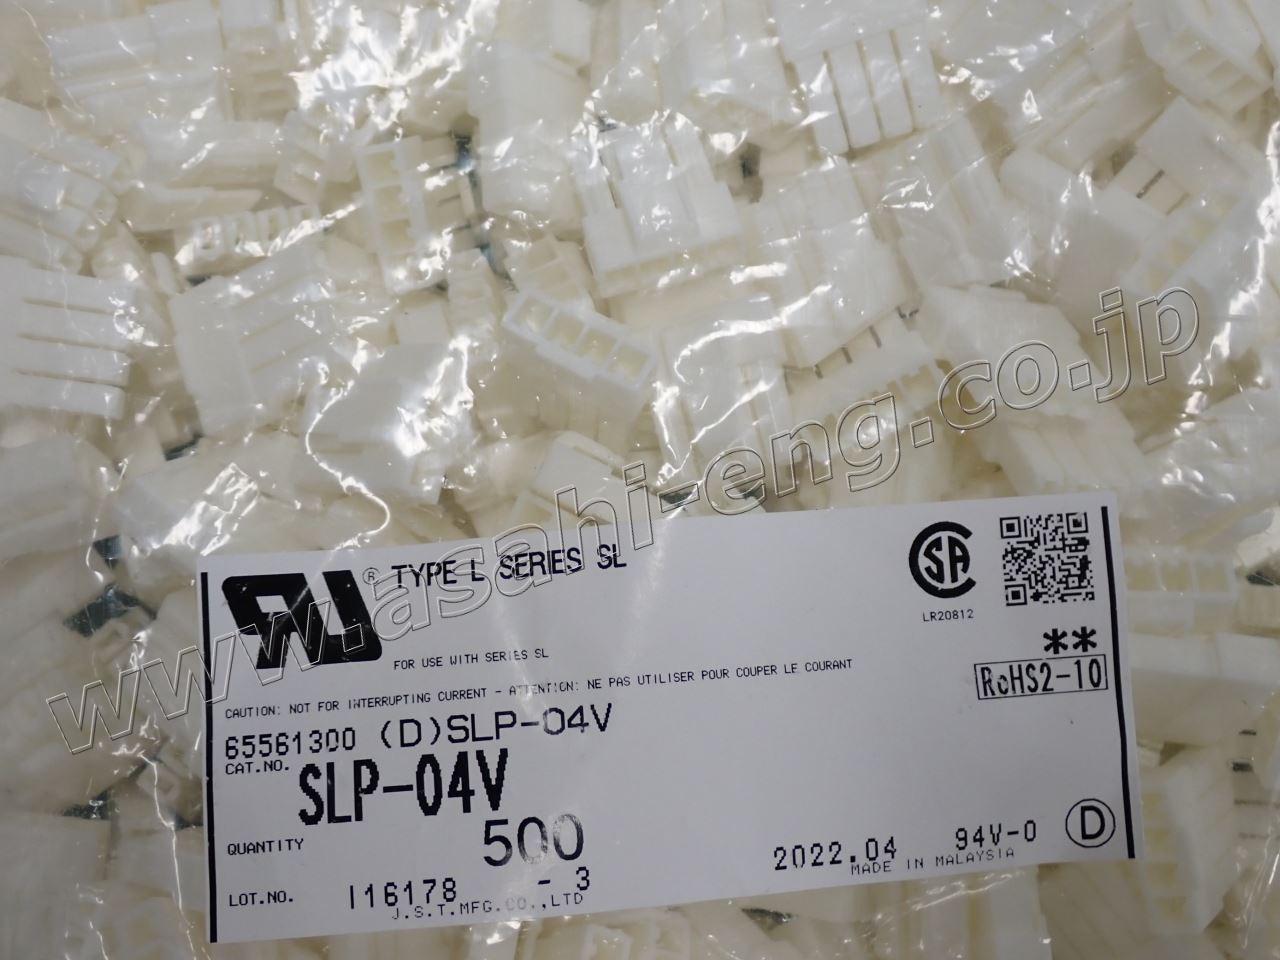 www.asahi-eng.co.jp
® TYPE L SERIES SL
SA
LR20812
FOR USE WITH SERIES SL
**
RoHS2-10
CAUTION: NOT FOR INTERRUPTING CURRENT - ATTENTION: NE PAS UTILISER POUR COUPER LE COURANT
65561300 (D)SLP-04V
CAT.NO. SLP-04V
QUANTITY 500
2022.04 94V-0 D
MADE IN MALAYSIA
LOT.NO. I16178 - 3
J.S.T.MFG.CO.,LTD